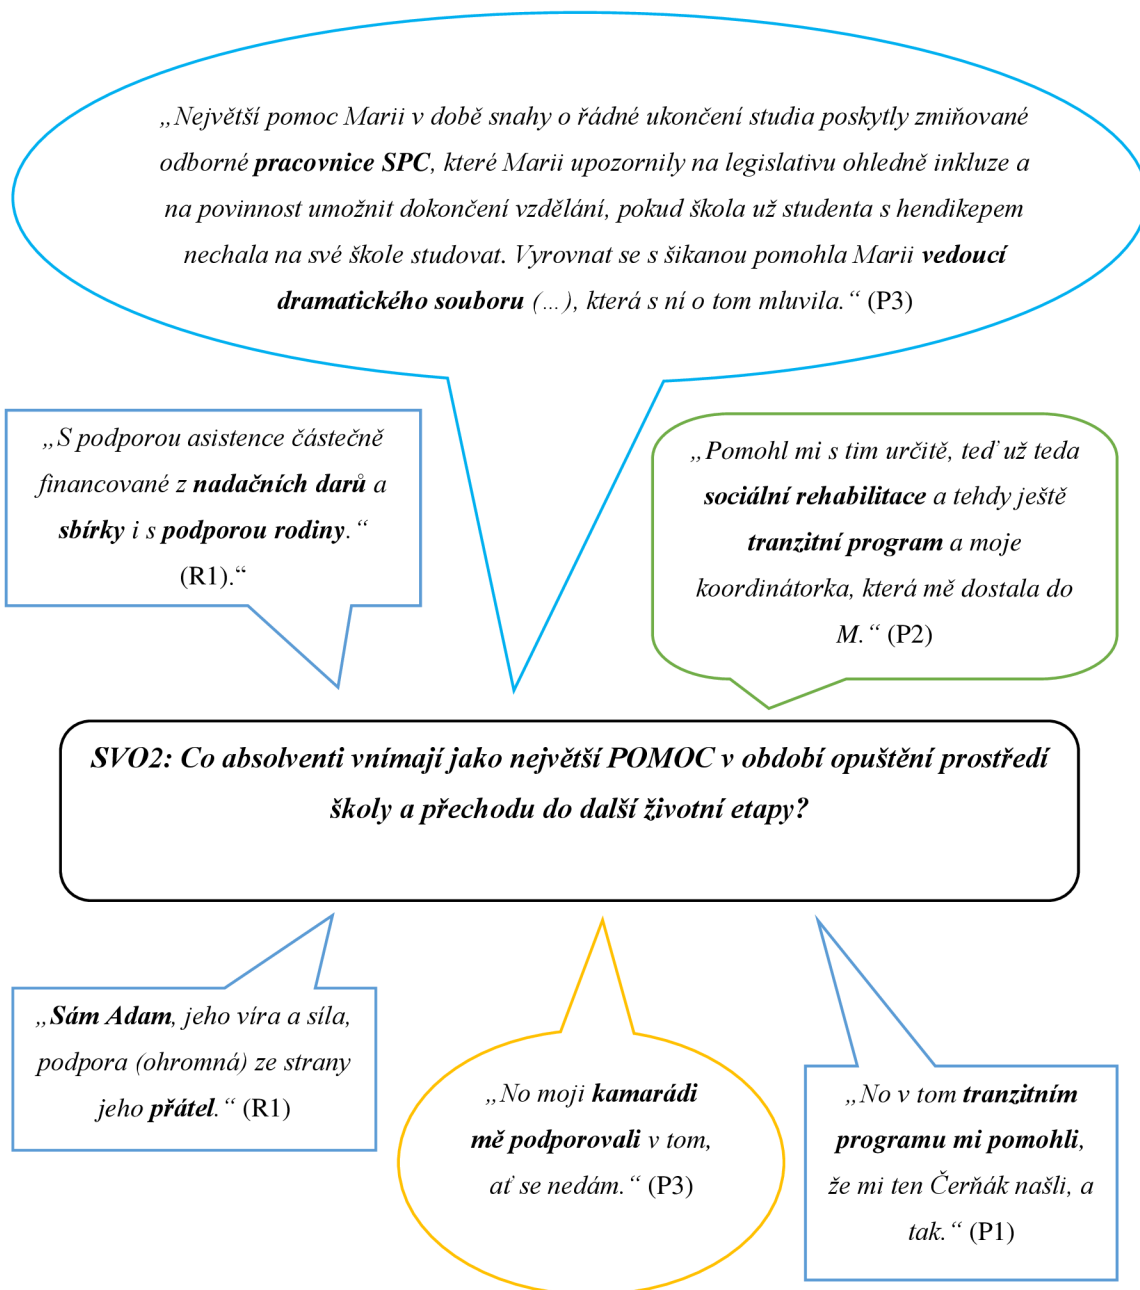 „Největší pomoc Marii v době snahy o řádné ukončení studia poskytly zmiňované
odborné pracovnice SPC, které Marii upozornily na legislativu ohledně inkluze a
na povinnost umožnit dokončení vzdělání, pokud škola už studenta s hendikepem
nechala na své škole studovat. Vyrovnat se s šikanou pomohla Marii vedoucí
dramatického souboru (…), která s ní o tom mluvila.“ (P3)
„S podporou asistence částečně
financované z nadačních darů a
sbírky i s podporou rodiny.“
(R1).“
„Pomohl mi s tim určitě, teď už teda
sociální rehabilitace a tehdy ještě
tranzitní program a moje
koordinátorka, která mě dostala do
M.“ (P2)
SVO2: Co absolventi vnímají jako největší POMOC v období opuštění prostředí
školy a přechodu do další životní etapy?
„Sám Adam, jeho víra a síla,
podpora (ohromná) ze strany
jeho přátel.“ (R1)
„No moji kamarádi
mě podporovali v tom,
ať se nedám.“ (P3)
„No v tom tranzitním
programu mi pomohli,
že mi ten Čerňák našli, a
tak.“ (P1)